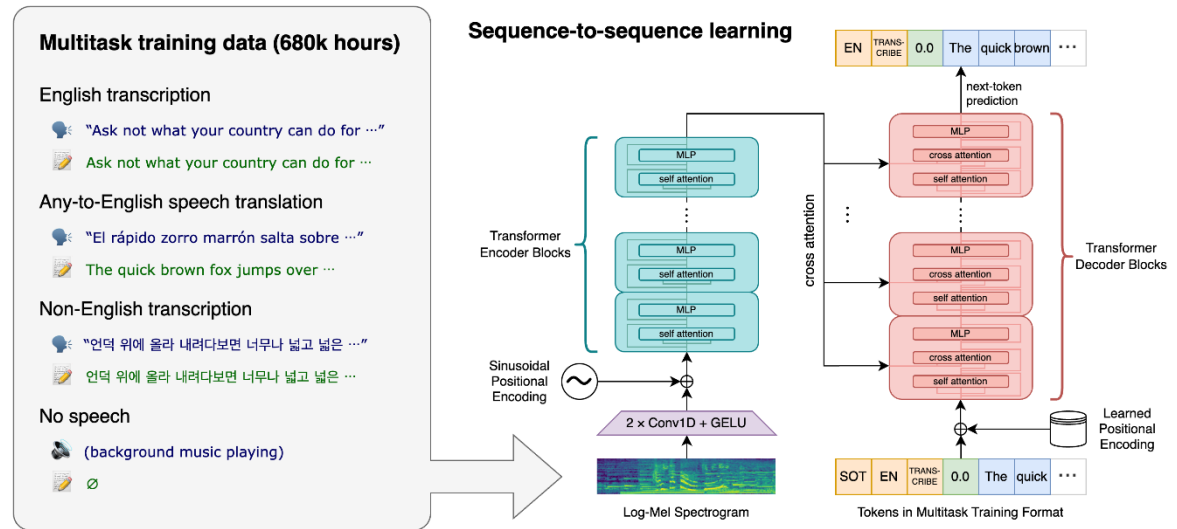 Multitask training data (680k hours)
English transcription
“Ask not what your country can do for ⋯”
Ask not what your country can do for ⋯
Any-to-English speech translation
“El rápido zorro marrón salta sobre ⋯”
The quick brown fox jumps over ⋯
Non-English transcription
“언덕 위에 올라 내려다보면 너무나 넓고 넓은 ⋯”
언덕 위에 올라 내려다보면 너무나 넓고 넓은 ⋯
No speech
(background music playing)
∅
Sequence-to-sequence learning
EN TRANS-CRIBE 0.0 The quick brown ⋯
next-token
prediction
MLP
self attention
MLP
self attention
MLP
self attention
Transformer
Encoder Blocks
Sinusoidal
Positional
Encoding
2 × Conv1D + GELU
Log-Mel Spectrogram
cross attention
MLP
cross attention
self attention
MLP
cross attention
self attention
MLP
cross attention
self attention
Transformer
Decoder Blocks
Learned
Positional
Encoding
SOT EN TRANS-CRIBE 0.0 The quick ⋯
Tokens in Multitask Training Format